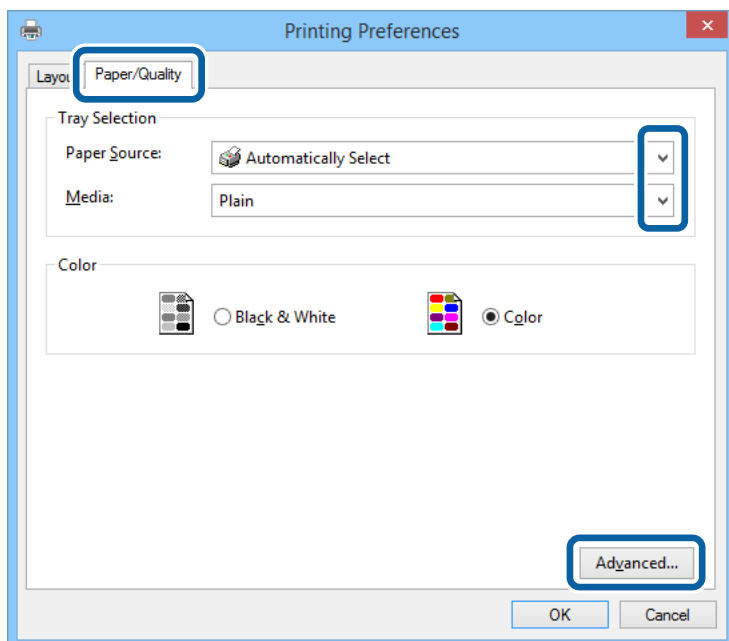 Printing Preferences
Layou Paper/Quality
Tray Selection
Paper Source: Automatically Select
Media: Plain
Color
Black & White Color
Advanced...
OK Cancel